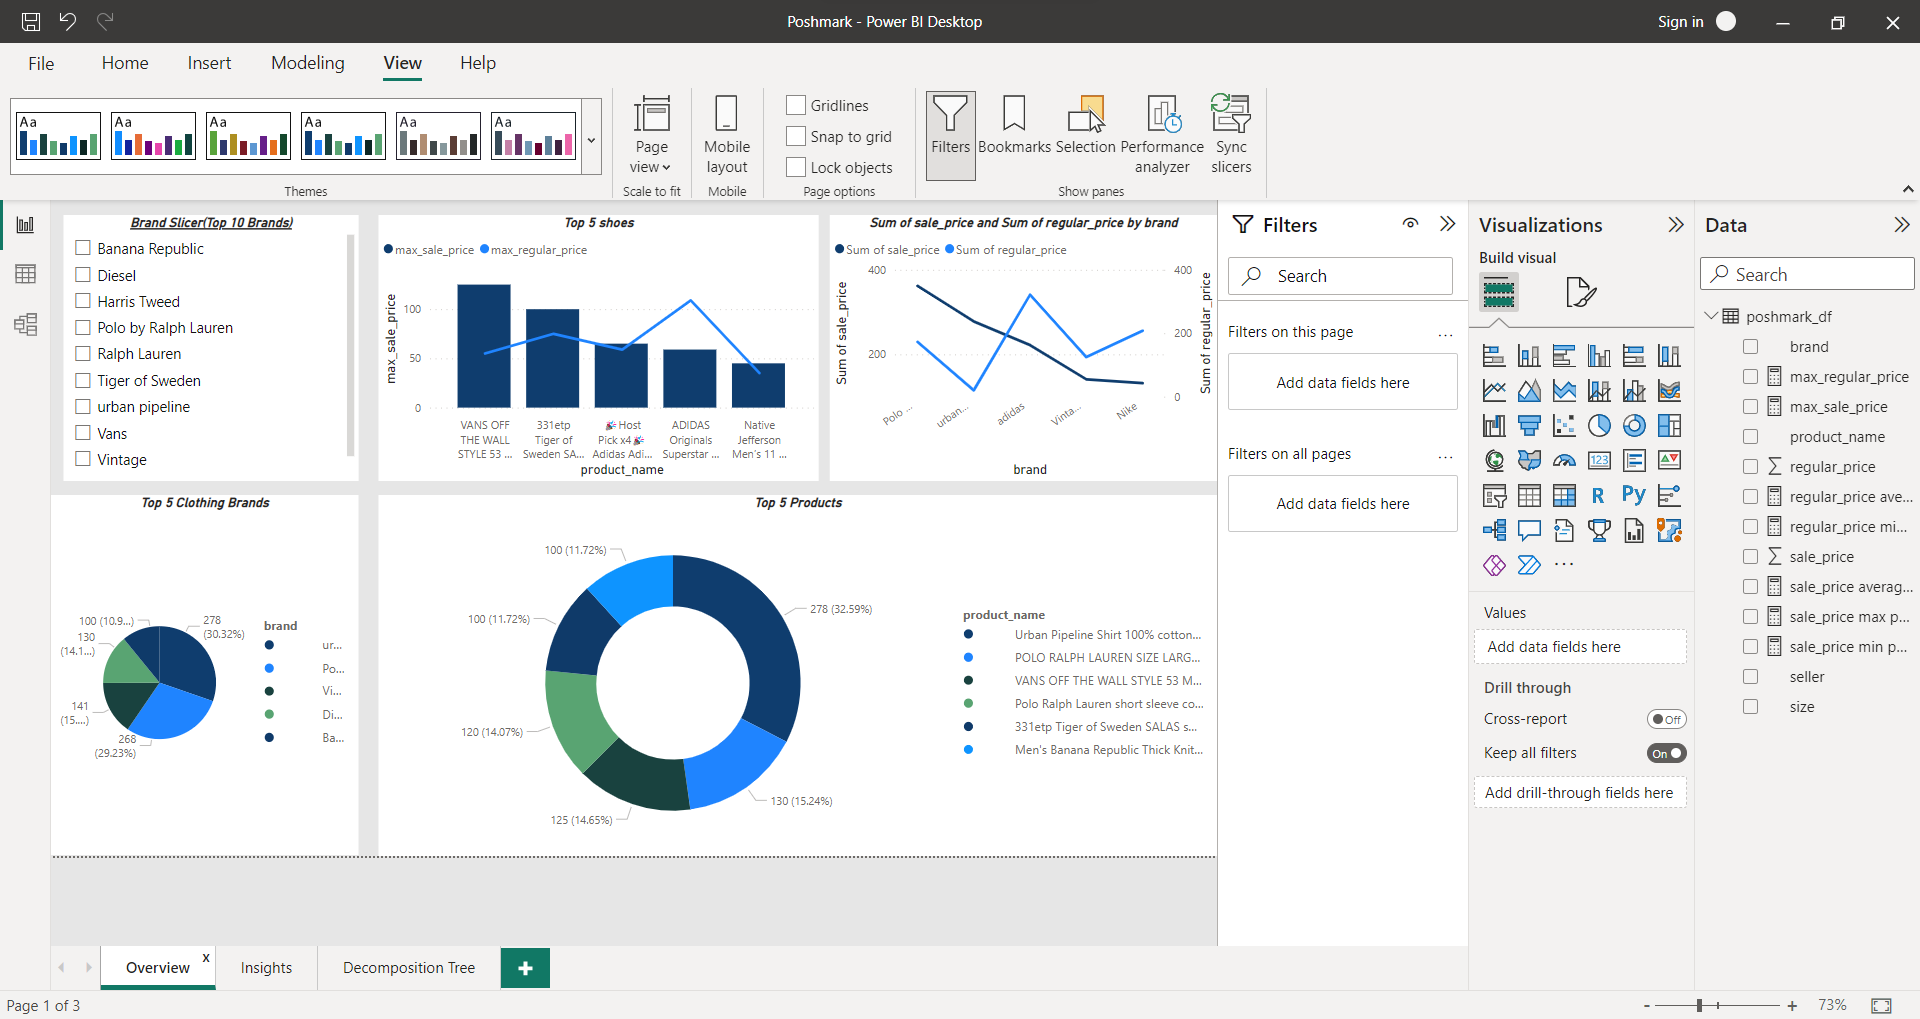 Poshmark - Power BI Desktop
Sign in
File Home Insert Modeling View Help
Aa Aa Aa Aa Aa Aa
Themes
Page view
Scale to fit
Mobile layout
Mobile
Gridlines
Snap to grid
Lock objects
Page options
Filters
Bookmarks
Selection
Performance analyzer
Sync slicers
Show panes
Brand Slicer(Top 10 Brands)
Banana Republic
Diesel
Harris Tweed
Polo by Ralph Lauren
Ralph Lauren
Tiger of Sweden
urban pipeline
Vans
Vintage
Top 5 shoes
max_sale_price max_regular_price
max_sale_price
100
50
0
VANS OFF THE WALL STYLE 53 ...
331etp Tiger of Sweden SA...
🎉Host Pick x4🎉 Adidas Adi...
ADIDAS Originals Superstar ...
Native Jefferson Men's 11 ...
product_name
Sum of sale_price and Sum of regular_price by brand
Sum of sale_price Sum of regular_price
Sum of sale_price
400
200
400
200
0
Sum of regular_price
Polo ...
urban...
adidas
Vinta...
Nike
brand
Top 5 Clothing Brands
100 (10.9...)
130 (14.1...)
141 (15....)
268 (29.23%)
278 (30.32%)
brand
ur...
Po...
Vi...
Di...
Ba...
Top 5 Products
100 (11.72%)
100 (11.72%)
120 (14.07%)
125 (14.65%)
130 (15.24%)
278 (32.59%)
product_name
Urban Pipeline Shirt 100% cotton...
POLO RALPH LAUREN SIZE LARG...
VANS OFF THE WALL STYLE 53 M...
Polo Ralph Lauren short sleeve co...
331etp Tiger of Sweden SALAS s...
Men's Banana Republic Thick Knit...
Filters
Search
Filters on this page ...
Add data fields here
Filters on all pages ...
Add data fields here
Visualizations
Build visual
123
R
Py
...
Values
Add data fields here
Drill through
Cross-report Off
Keep all filters On
Add drill-through fields here
Data
Search
poshmark_df
brand
max_regular_price
max_sale_price
product_name
regular_price
regular_price ave...
regular_price mi...
sale_price
sale_price averag...
sale_price max p...
sale_price min p...
seller
size
Overview x
Insights
Decomposition Tree
+
Page 1 of 3
- + 73%